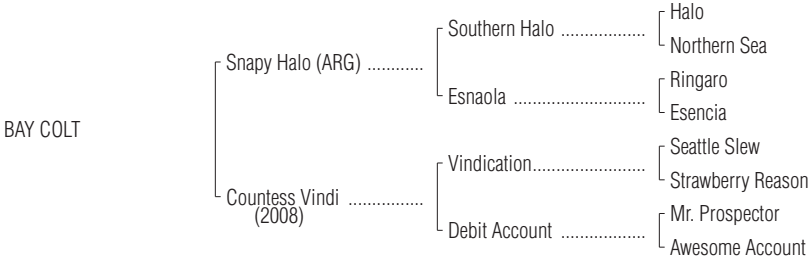 Halo
Southern Halo ..................
Northern Sea
Snapy Halo (ARG) ............
Ringaro
Esnaola ............................
Esencia
BAY COLT
Seattle Slew
Vindication........................
Strawberry Reason
Countess Vindi ................
(2008)
Mr. Prospector
Debit Account ..................
Awesome Account